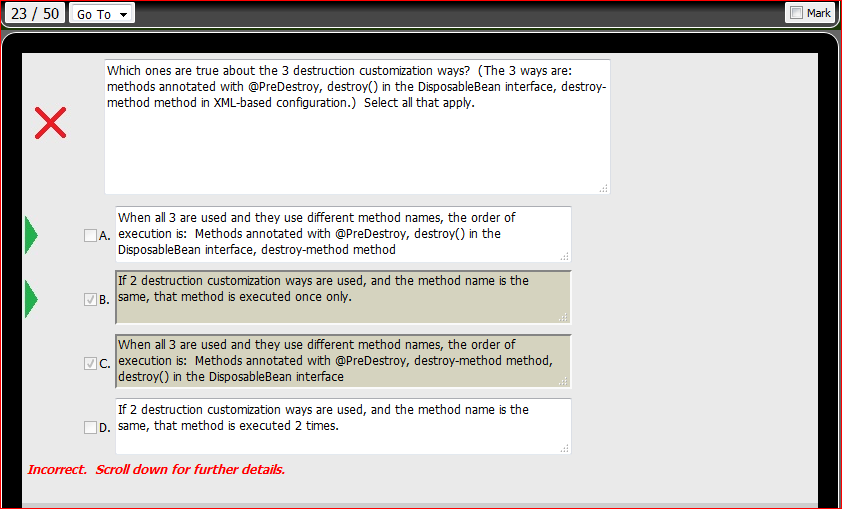 23 / 50 Go To Mark
Which ones are true about the 3 destruction customization ways?  (The 3 ways are:
methods annotated with @PreDestroy, destroy() in the DisposableBean interface, destroy-
method method in XML-based configuration.)  Select all that apply.
A. When all 3 are used and they use different method names, the order of
execution is:  Methods annotated with @PreDestroy, destroy() in the
DisposableBean interface, destroy-method method
B. If 2 destruction customization ways are used, and the method name is the
same, that method is executed once only.
C. When all 3 are used and they use different method names, the order of
execution is:  Methods annotated with @PreDestroy, destroy-method method,
destroy() in the DisposableBean interface
D. If 2 destruction customization ways are used, and the method name is the
same, that method is executed 2 times.
Incorrect.  Scroll down for further details.